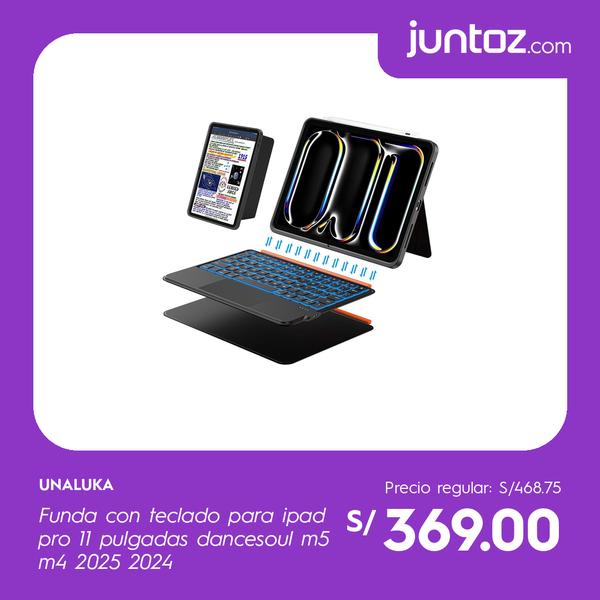 juntoz.com
UNALUKA
Funda con teclado para ipad
pro 11 pulgadas dancesoul m5
m4 2025 2024
Precio regular: S/468.75
S/ 369.00